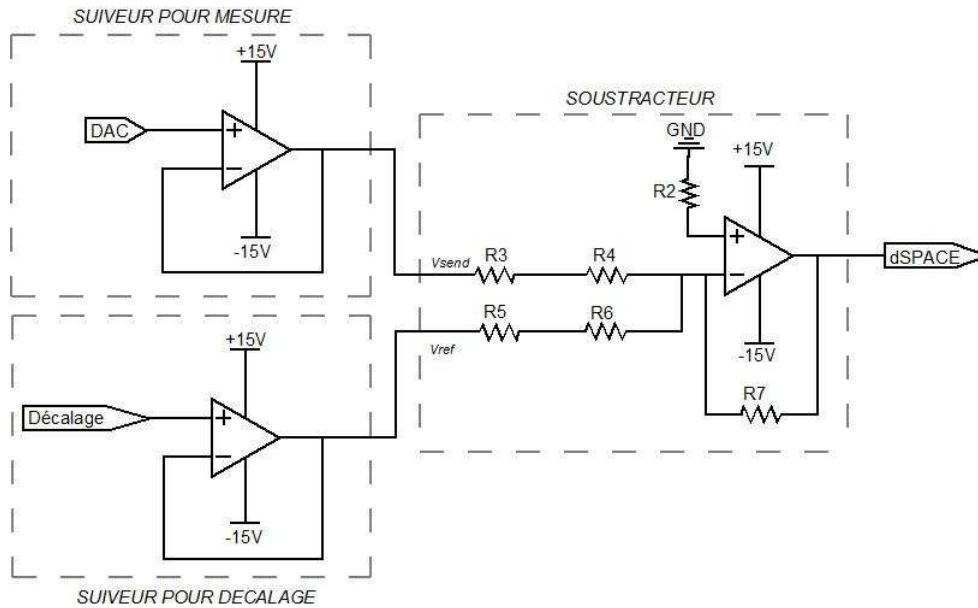 SUIVEUR POUR MESURE
+15V
DAC
+
−
-15V
SOUSTRACTEUR
GND
+15V
R2
+
−
dSPACE
Vsend
R3
R4
R5
R6
Vref
-15V
R7
+15V
Décalage
+
−
-15V
SUIVEUR POUR DECALAGE